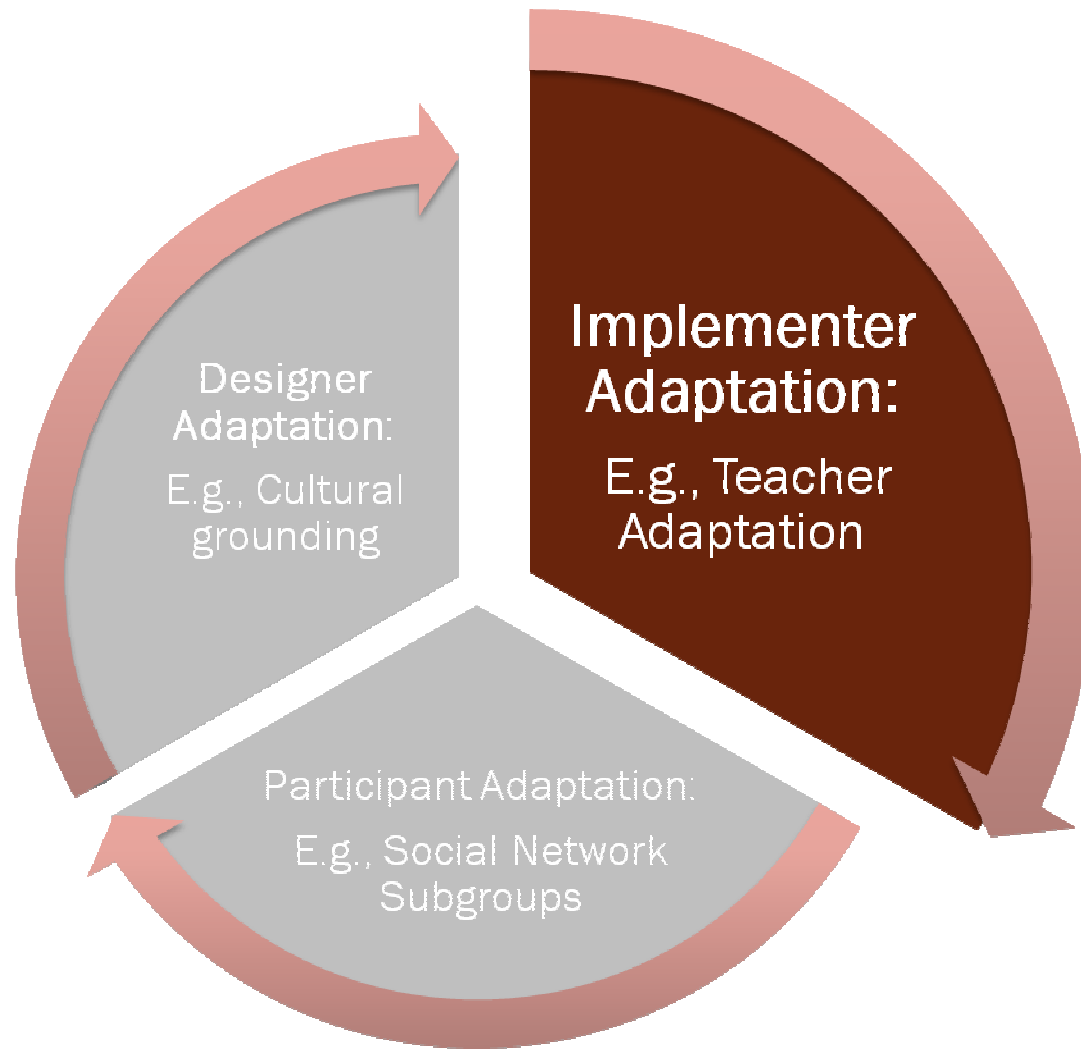 Implementer
Adaptation:
E.g., Teacher
Adaptation
Designer
Adaptation:
E.g., Cultural
grounding
Participant Adaptation:
E.g., Social Network
Subgroups